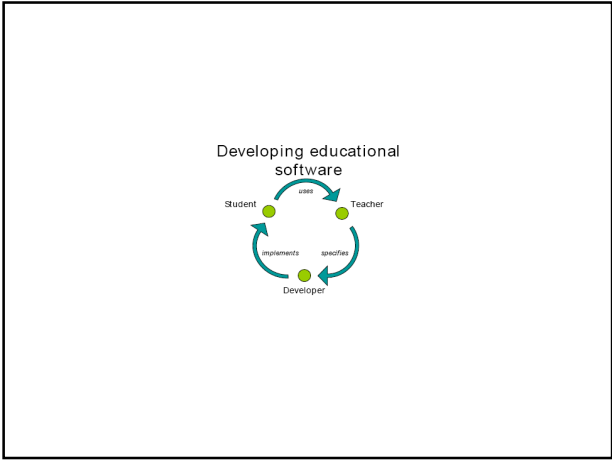 Developing educational
software
uses
Student
Teacher
implements
specifies
Developer